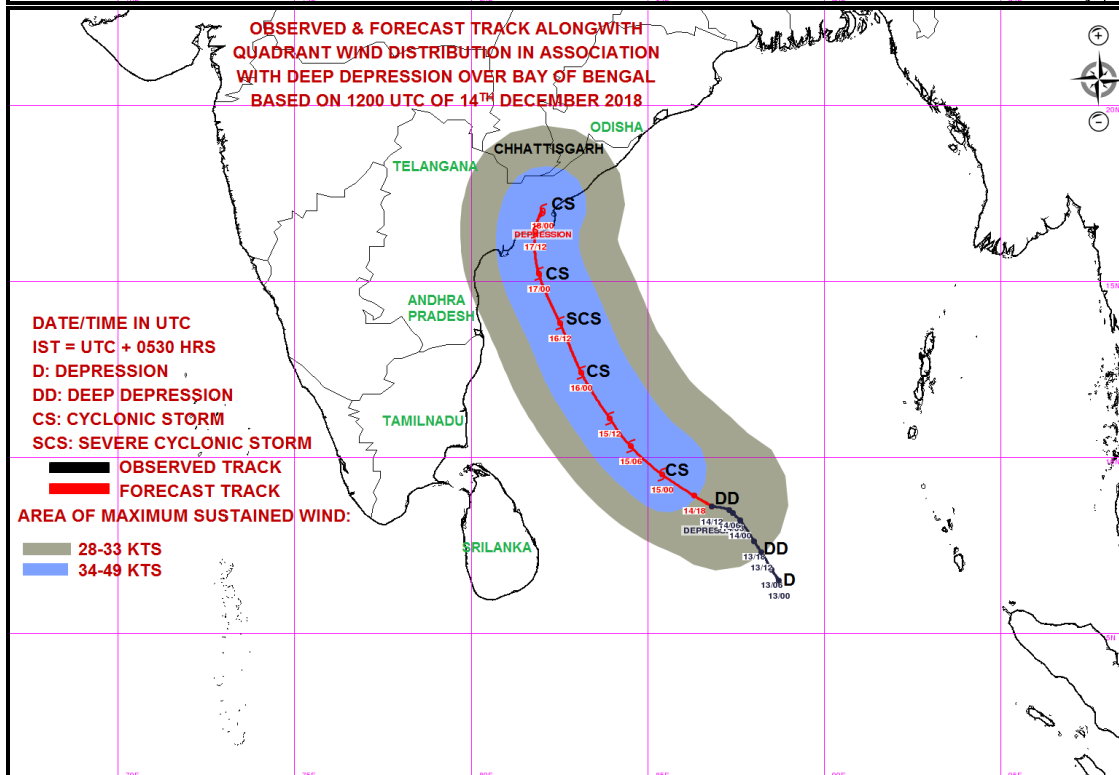 OBSERVED & FORECAST TRACK ALONGWITH
QUADRANT WIND DISTRIBUTION IN ASSOCIATION
WITH DEEP DEPRESSION OVER BAY OF BENGAL
BASED ON 1200 UTC OF 14TH DECEMBER 2018
20N
ODISHA
CHHATTISGARH
TELANGANA
CS
18/00
DEPRESSION
17/12
CS
17/00
15N
ANDHRA
PRADESH
SCS
16/12
DATE/TIME IN UTC
IST = UTC + 0530 HRS
D: DEPRESSION
DD: DEEP DEPRESSION
CS: CYCLONIC STORM
SCS: SEVERE CYCLONIC STORM
OBSERVED TRACK
FORECAST TRACK
AREA OF MAXIMUM SUSTAINED WIND:
28-33 KTS
34-49 KTS
CS
16/00
TAMILNADU
15/12
15/06
CS
15/00
DD
14/18
14/12
14/06
14/00
DD
13/18
13/12
D
13/06
13/00
SRILANKA
5N